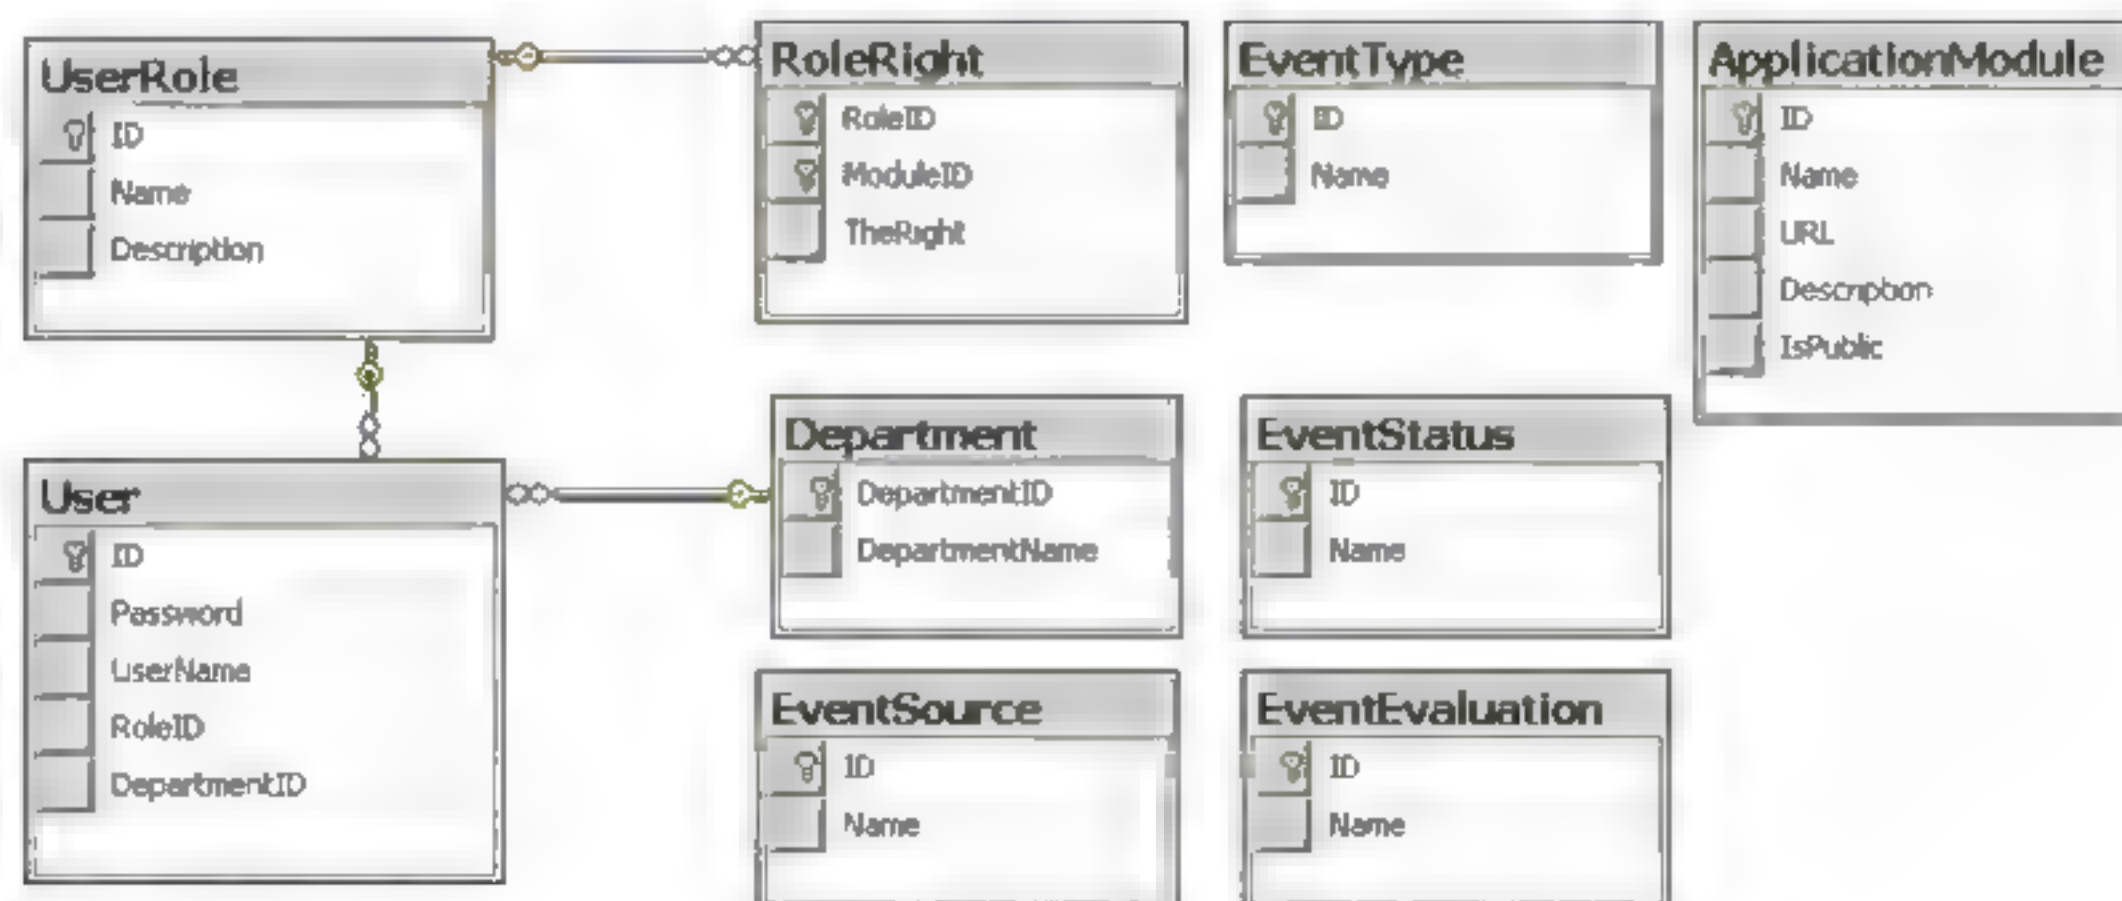 UserRole
ID
Name
Description
RoleRight
RoleID
ModuleID
TheRight
EventType
ID
Name
ApplicationModule
ID
Name
URL
Description
IsPublic
User
ID
Password
UserName
RoleID
DepartmentID
Department
DepartmentID
DepartmentName
EventStatus
ID
Name
EventSource
ID
Name
EventEvaluation
ID
Name